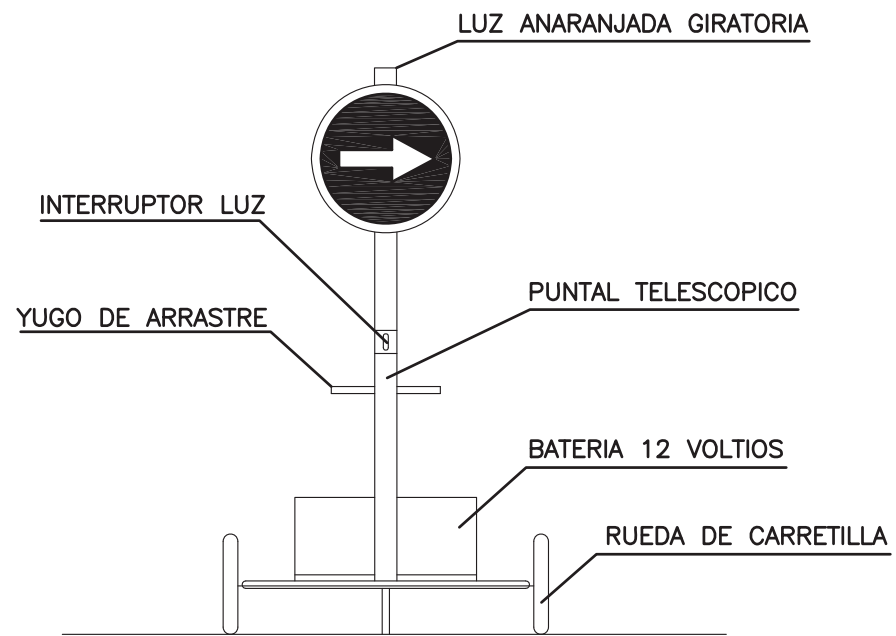 LUZ ANARANJADA GIRATORIA
INTERRUPTOR LUZ
PUNTAL TELESCOPICO
YUGO DE ARRASTRE
BATERIA 12 VOLTIOS
RUEDA DE CARRETILLA